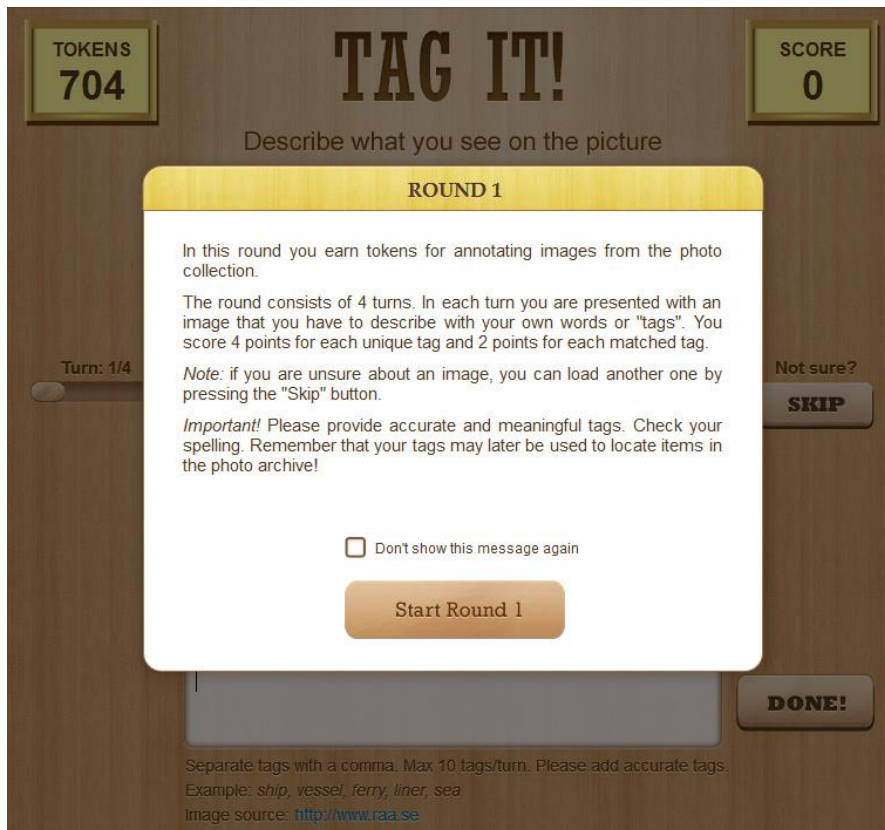 TOKENS
704
TAG IT!
SCORE
0
Describe what you see on the picture
ROUND 1
In this round you earn tokens for annotating images from the photo
collection.
The round consists of 4 turns. In each turn you are presented with an
image that you have to describe with your own words or "tags". You
score 4 points for each unique tag and 2 points for each matched tag.
Turn: 1/4
Note: if you are unsure about an image, you can load another one by
pressing the "Skip" button.
Not sure?
SKIP
Important! Please provide accurate and meaningful tags. Check your
spelling. Remember that your tags may later be used to locate items in
the photo archive!
Don't show this message again
Start Round 1
DONE!
Separate tags with a comma. Max 10 tags/turn. Please add accurate tags.
Example: ship, vessel, ferry, liner, sea
Image source: http://www.raa.se